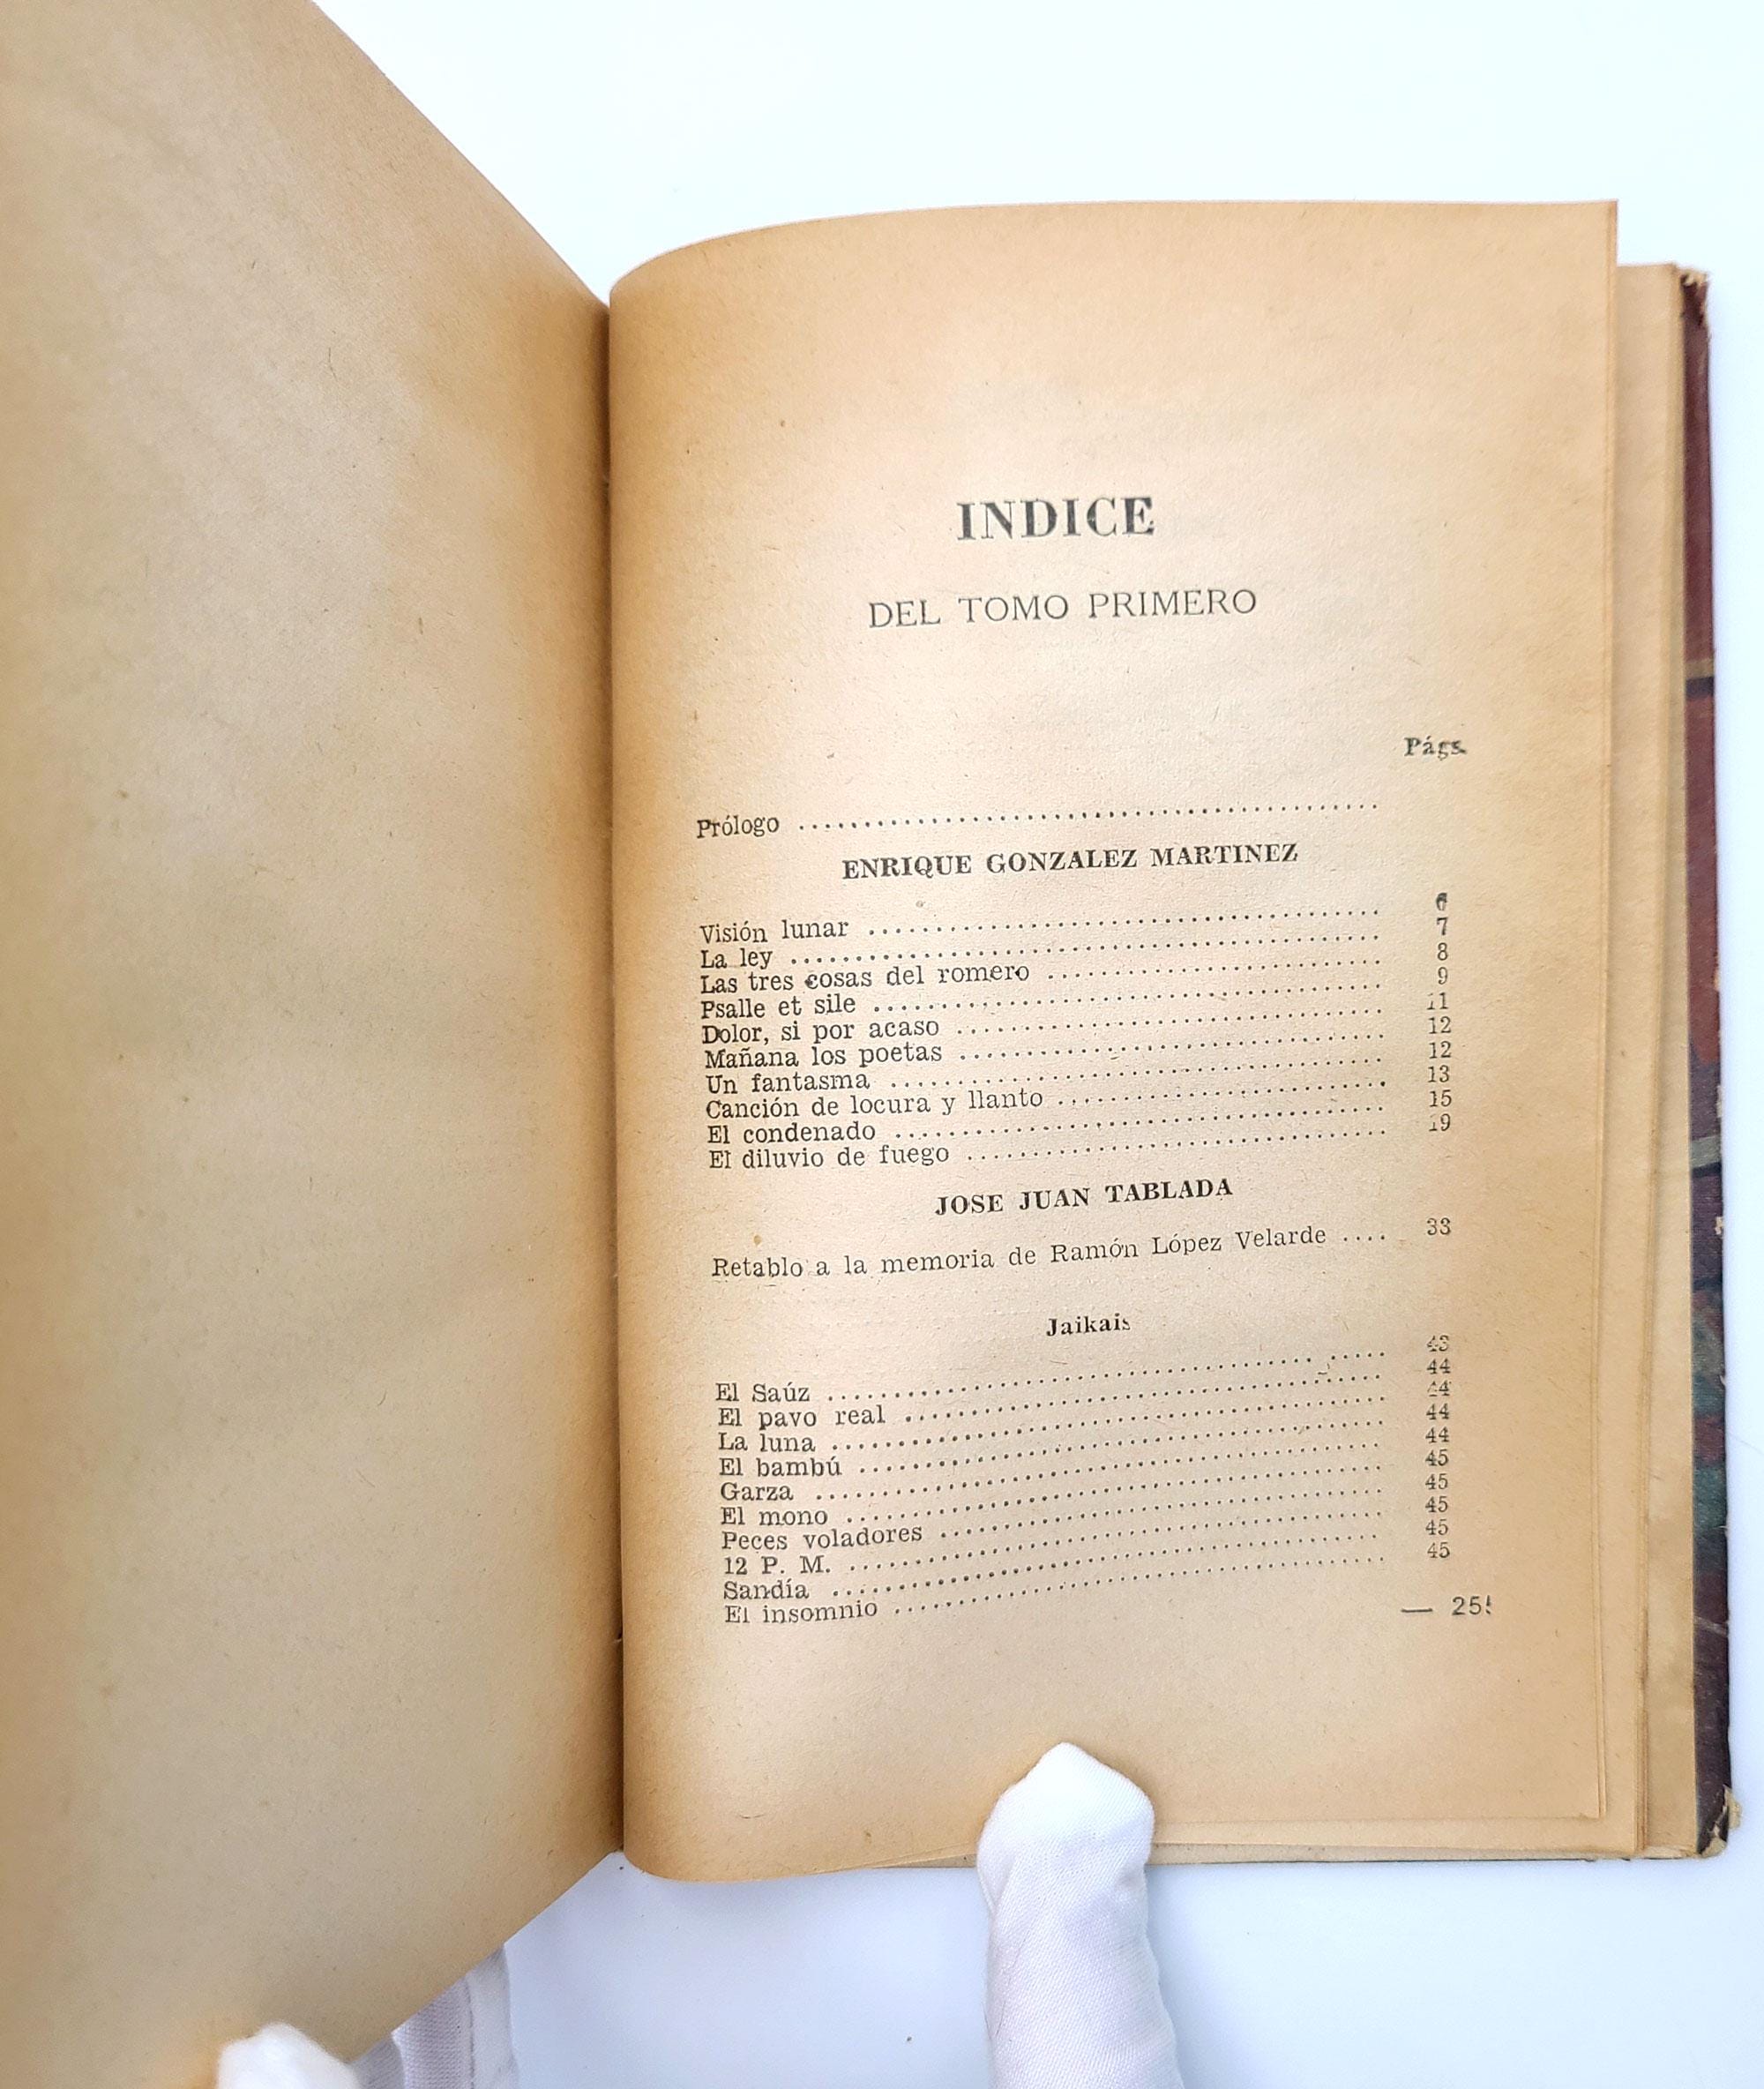 INDICE
DEL TOMO PRIMERO
Págs.
Prólogo ........................................
ENRIQUE GONZALEZ MARTINEZ
Visión lunar ........................................ 6
La ley ........................................ 7
Las tres cosas del romero ........................................ 8
Psalle et sile ........................................ 9
Dolor, si por acaso ........................................ 11
Mañana los poetas ........................................ 12
Un fantasma ........................................ 12
Canción de locura y llanto ........................................ 13
El condenado ........................................ 15
El diluvio de fuego ........................................ 19
JOSE JUAN TABLADA
Retablo a la memoria de Ramón López Velarde .... 33
Jaikais
El Saúz ........................................ 43
El pavo real ........................................ 44
La luna ........................................ 44
El bambú ........................................ 44
Garza ........................................ 44
El mono ........................................ 45
Peces voladores ........................................ 45
12 P. M. ........................................ 45
Sandía ........................................ 45
El insomnio ........................................ 45
— 255